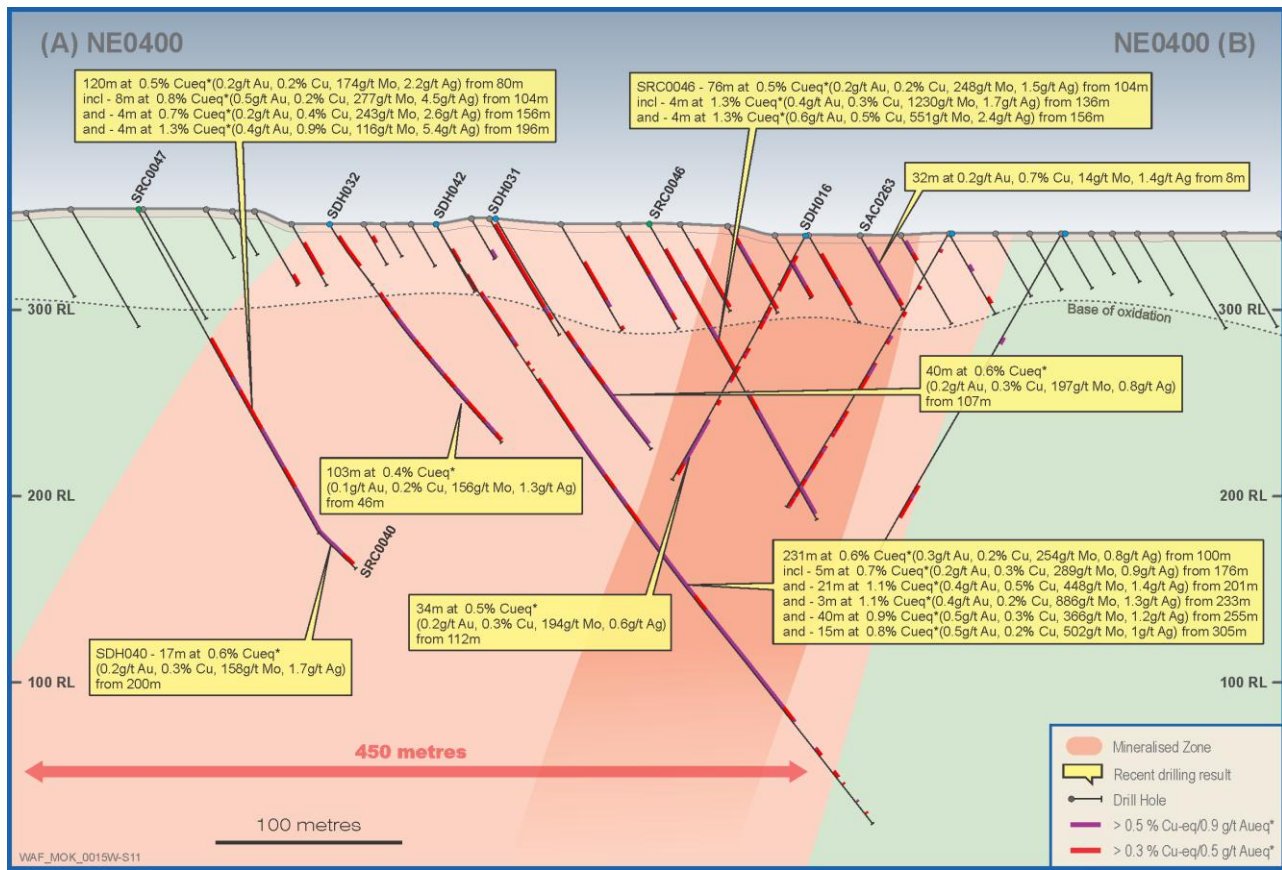 (A) NE0400
NE0400 (B)
120m at 0.5% Cueq*(0.2g/t Au, 0.2% Cu, 174g/t Mo, 2.2g/t Ag) from 80m
incl - 8m at 0.8% Cueq*(0.5g/t Au, 0.2% Cu, 277g/t Mo, 4.5g/t Ag) from 104m
and - 4m at 0.7% Cueq*(0.2g/t Au, 0.4% Cu, 243g/t Mo, 2.6g/t Ag) from 156m
and - 4m at 1.3% Cueq*(0.4g/t Au, 0.9% Cu, 116g/t Mo, 5.4g/t Ag) from 196m
SRC0046 - 76m at 0.5% Cueq*(0.2g/t Au, 0.2% Cu, 248g/t Mo, 1.5g/t Ag) from 104m
incl - 4m at 1.3% Cueq*(0.4g/t Au, 0.3% Cu, 1230g/t Mo, 1.7g/t Ag) from 136m
and - 4m at 1.3% Cueq*(0.6g/t Au, 0.5% Cu, 551g/t Mo, 2.4g/t Ag) from 156m
32m at 0.2g/t Au, 0.7% Cu, 14g/t Mo, 1.4g/t Ag from 8m
SRC0047
SDH032
SDH042
SDH031
SRC0046
SDH016
SAC0263
300 RL
Base of oxidation
300 RL
40m at 0.6% Cueq*
(0.2g/t Au, 0.3% Cu, 197g/t Mo, 0.8g/t Ag)
from 107m
103m at 0.4% Cueq*
(0.1g/t Au, 0.2% Cu, 156g/t Mo, 1.3g/t Ag)
from 46m
200 RL
200 RL
SRC0040
231m at 0.6% Cueq*(0.3g/t Au, 0.2% Cu, 254g/t Mo, 0.8g/t Ag) from 100m
incl - 5m at 0.7% Cueq*(0.2g/t Au, 0.3% Cu, 289g/t Mo, 0.9g/t Ag) from 176m
and - 21m at 1.1% Cueq*(0.4g/t Au, 0.5% Cu, 448g/t Mo, 1.4g/t Ag) from 201m
and - 3m at 1.1% Cueq*(0.4g/t Au, 0.2% Cu, 886g/t Mo, 1.3g/t Ag) from 233m
and - 40m at 0.9% Cueq*(0.5g/t Au, 0.3% Cu, 366g/t Mo, 1.2g/t Ag) from 255m
and - 15m at 0.8% Cueq*(0.5g/t Au, 0.2% Cu, 502g/t Mo, 1g/t Ag) from 305m
34m at 0.5% Cueq*
(0.2g/t Au, 0.3% Cu, 194g/t Mo, 0.6g/t Ag)
from 112m
SDH040 - 17m at 0.6% Cueq*
(0.2g/t Au, 0.3% Cu, 158g/t Mo, 1.7g/t Ag)
from 200m
100 RL
100 RL
450 metres
100 metres
Mineralised Zone
Recent drilling result
Drill Hole
> 0.5 % Cu-eq/0.9 g/t Aueq*
> 0.3 % Cu-eq/0.5 g/t Aueq*
WAF_MOK_0015W-S11